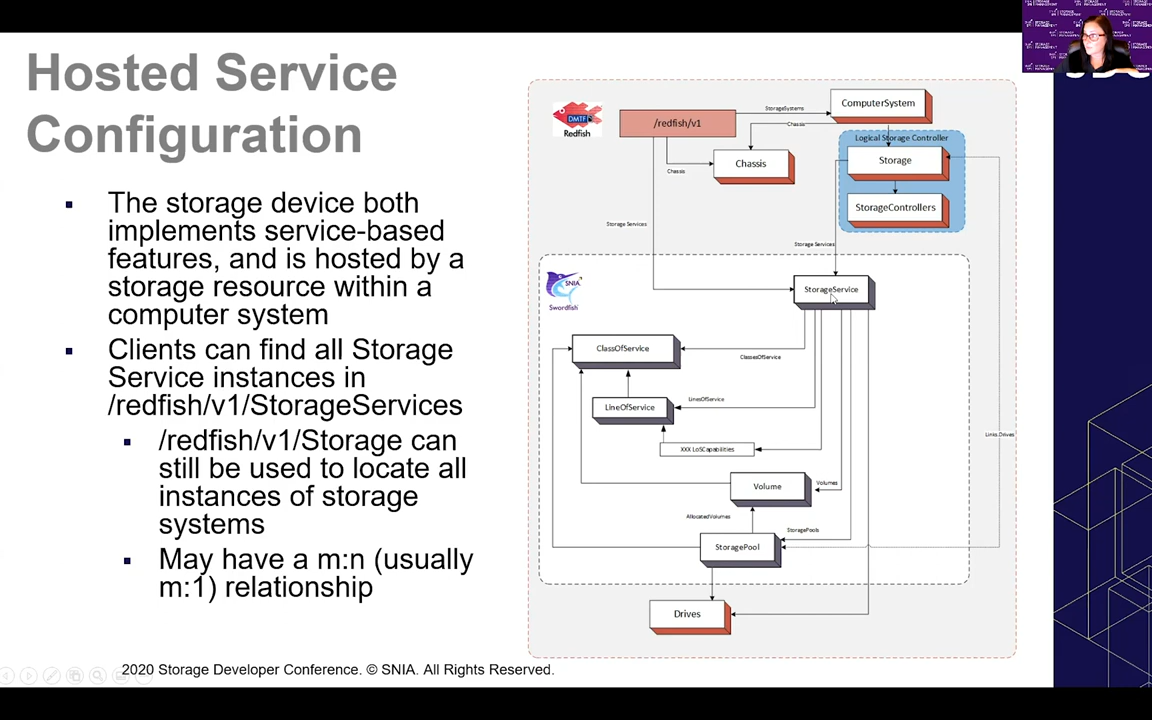 Hosted Service
Configuration
▪ The storage device both
implements service-based
features, and is hosted by a
storage resource within a
computer system
▪ Clients can find all Storage
Service instances in
/redfish/v1/StorageServices
▪ /redfish/v1/Storage can
still be used to locate all
instances of storage
systems
▪ May have a m:n (usually
m:1) relationship
DMTF
Redfish
/redfish/v1
StorageSystems
ComputerSystem
Chassis
Chassis
Chassis
Logical Storage Controller
Storage
StorageControllers
Storage Services
Storage Services
SNIA
Swordfish
StorageService
ClassOfService
ClassesOfService
LineOfService
LinesOfService
XXX LoSCapabilities
Links.Drives
Volume
Volumes
AllocatedVolumes
StoragePools
StoragePool
Drives
2020 Storage Developer Conference. © SNIA. All Rights Reserved.